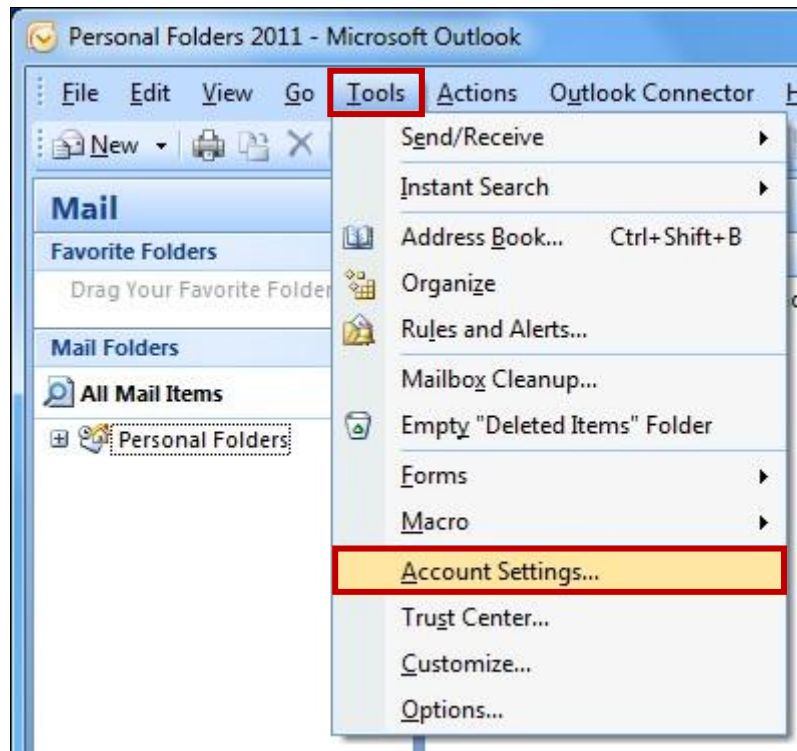 Personal Folders 2011 - Microsoft Outlook
File Edit View Go Tools Actions Outlook Connector
New
Send/Receive
Instant Search
Mail
Address Book... Ctrl+Shift+B
Favorite Folders
Drag Your Favorite Folder
Organize
Rules and Alerts...
Mail Folders
Mailbox Cleanup...
All Mail Items
Empty "Deleted Items" Folder
Personal Folders
Forms
Macro
Account Settings...
Trust Center...
Customize...
Options...